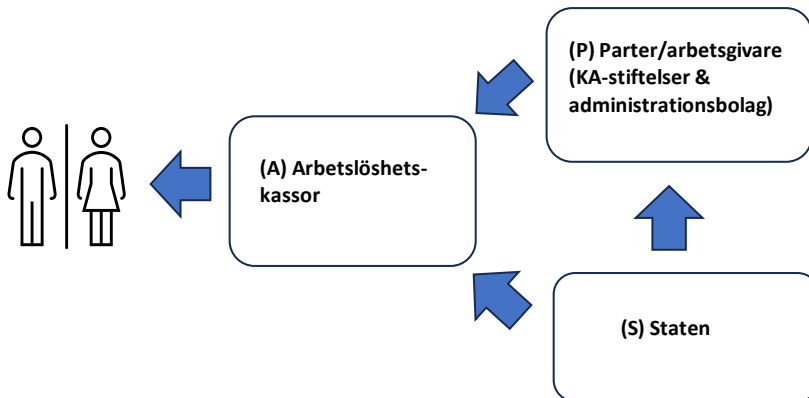 (P) Parter/arbetsgivare
(KA-stiftelser &
administrationsbolag)
(A) Arbetslöshets-
kassor
(S) Staten